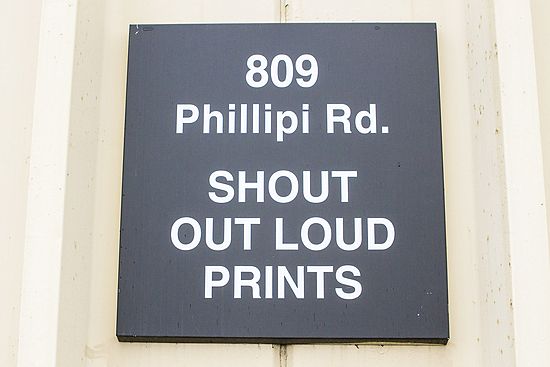 809
Phillipi Rd.
SHOUT
OUT LOUD
PRINTS